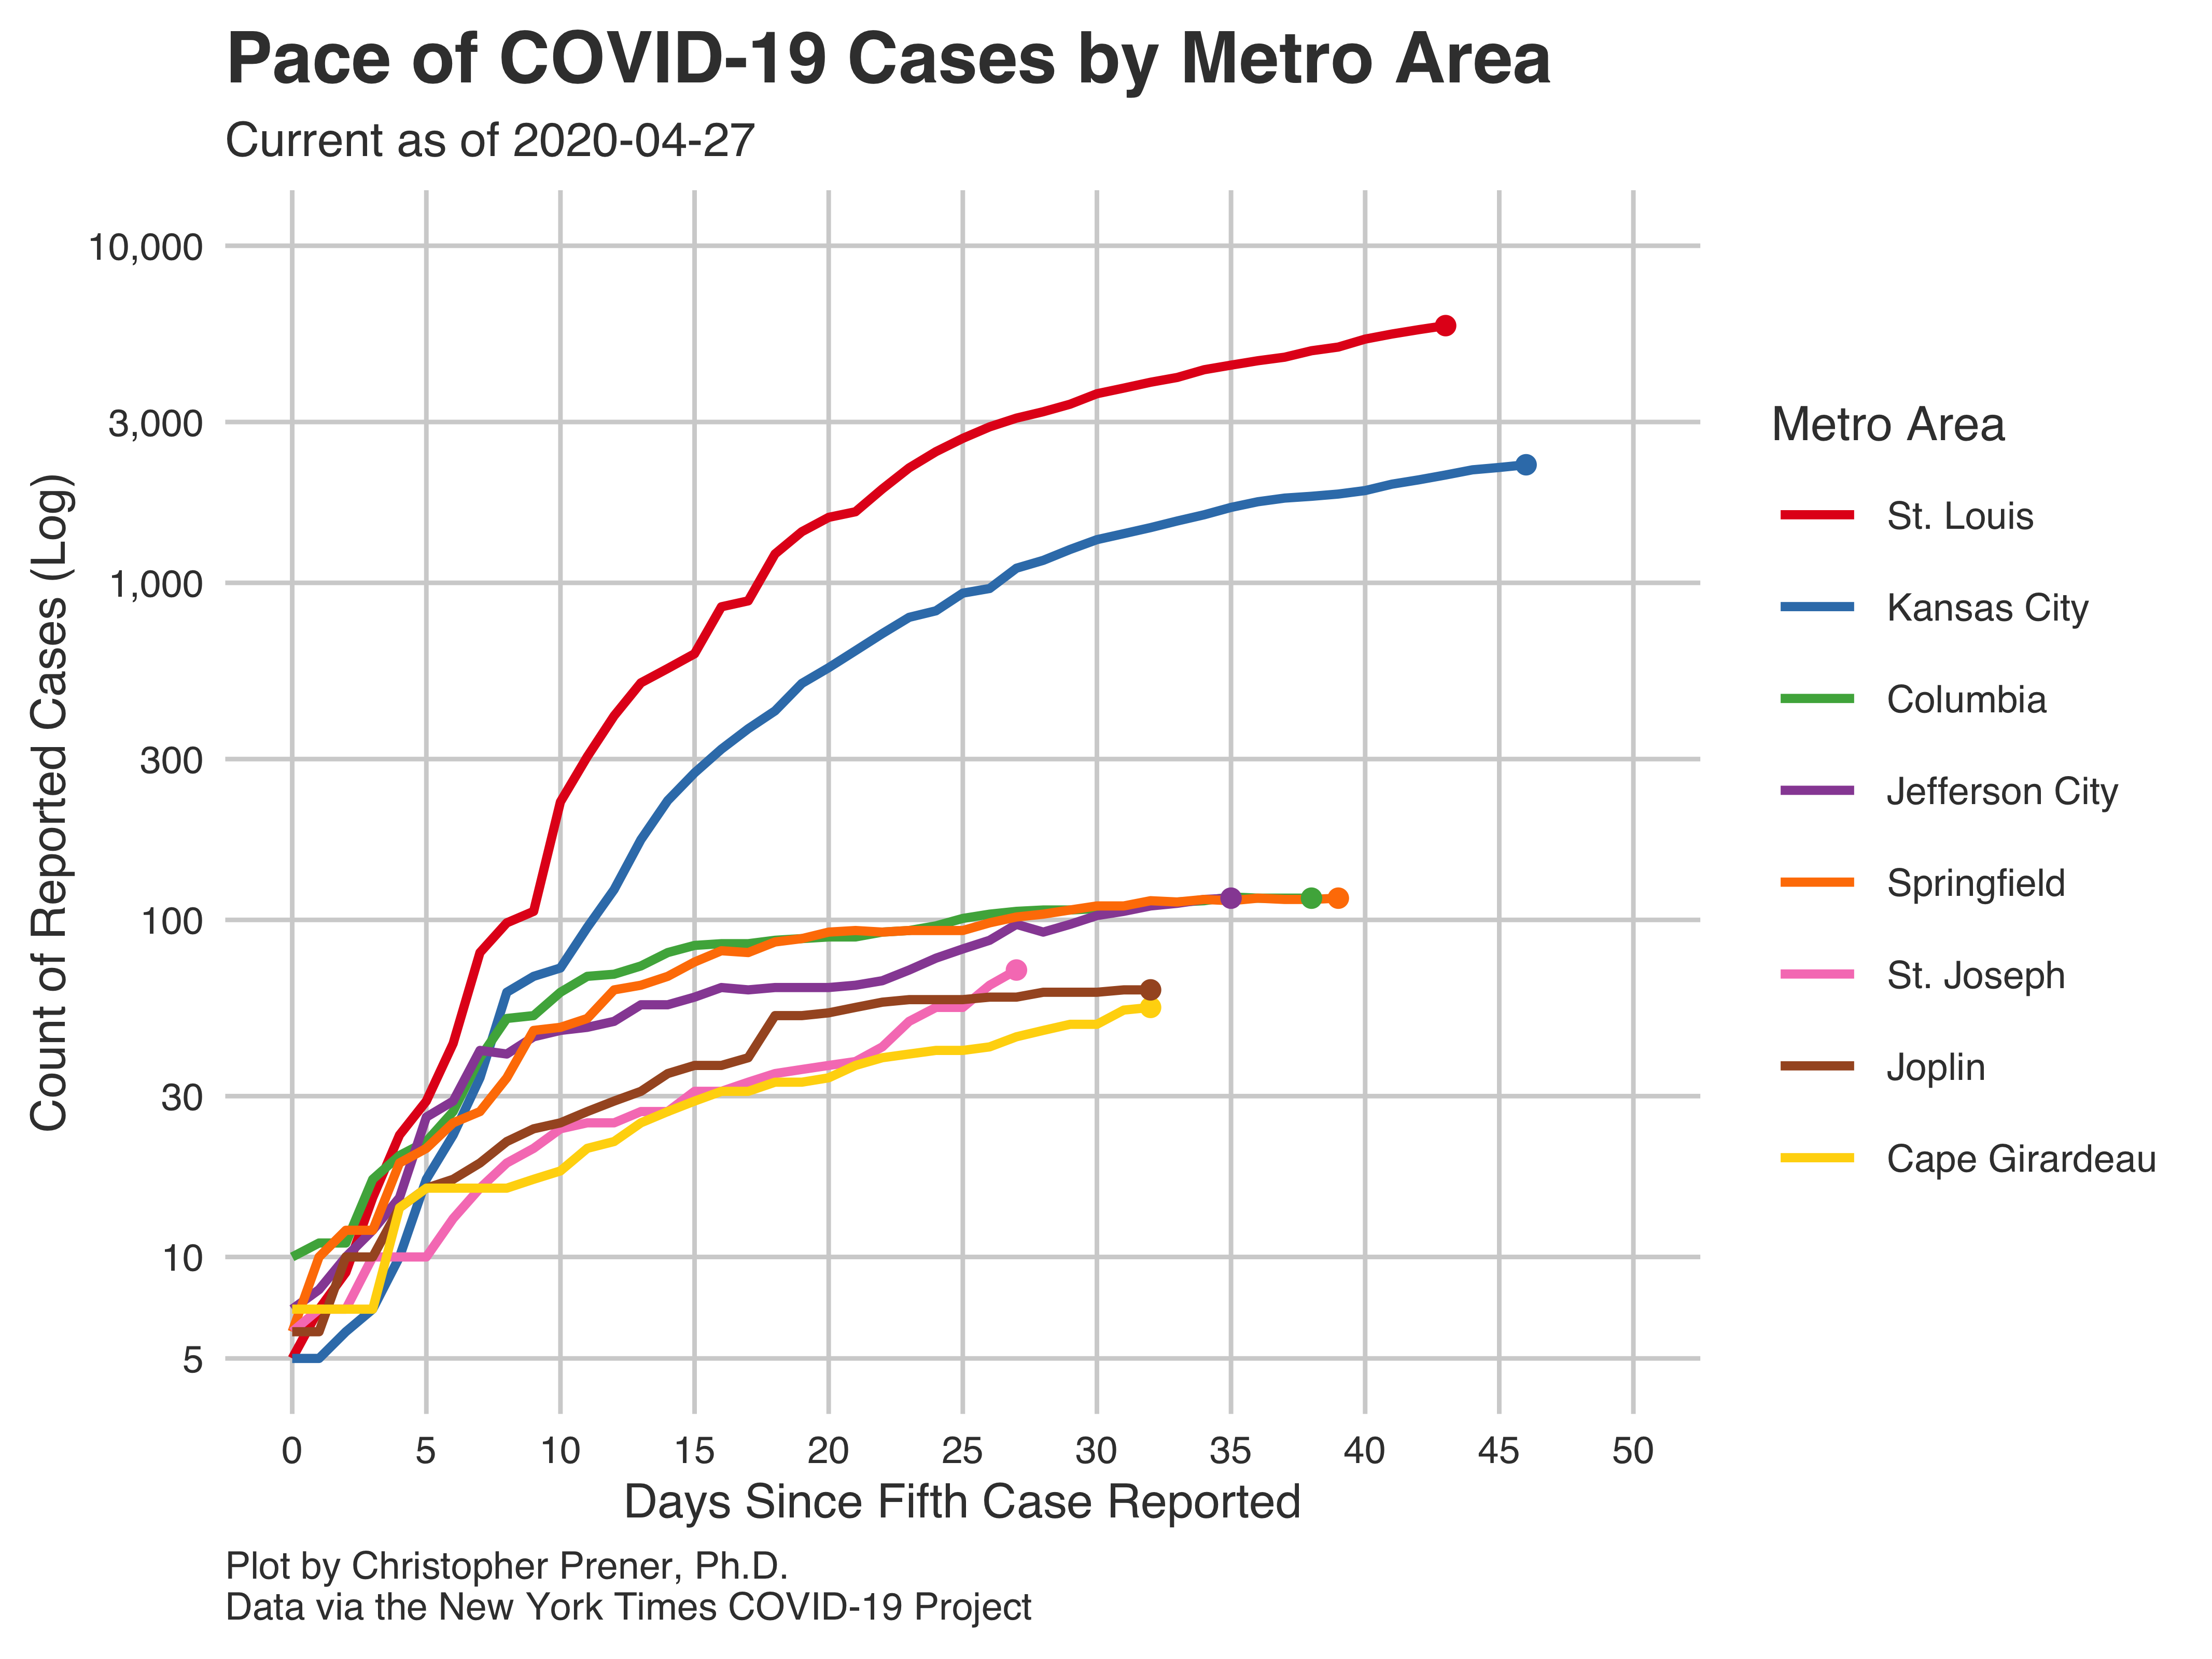 Pace of COVID-19 Cases by Metro Area
Current as of 2020-04-27
Count of Reported Cases (Log)
10,000
3,000
1,000
300
100
30
10
5
0 5 10 15 20 25 30 35 40 45 50
Days Since Fifth Case Reported
Metro Area
St. Louis
Kansas City
Columbia
Jefferson City
Springfield
St. Joseph
Joplin
Cape Girardeau
Plot by Christopher Prener, Ph.D.
Data via the New York Times COVID-19 Project